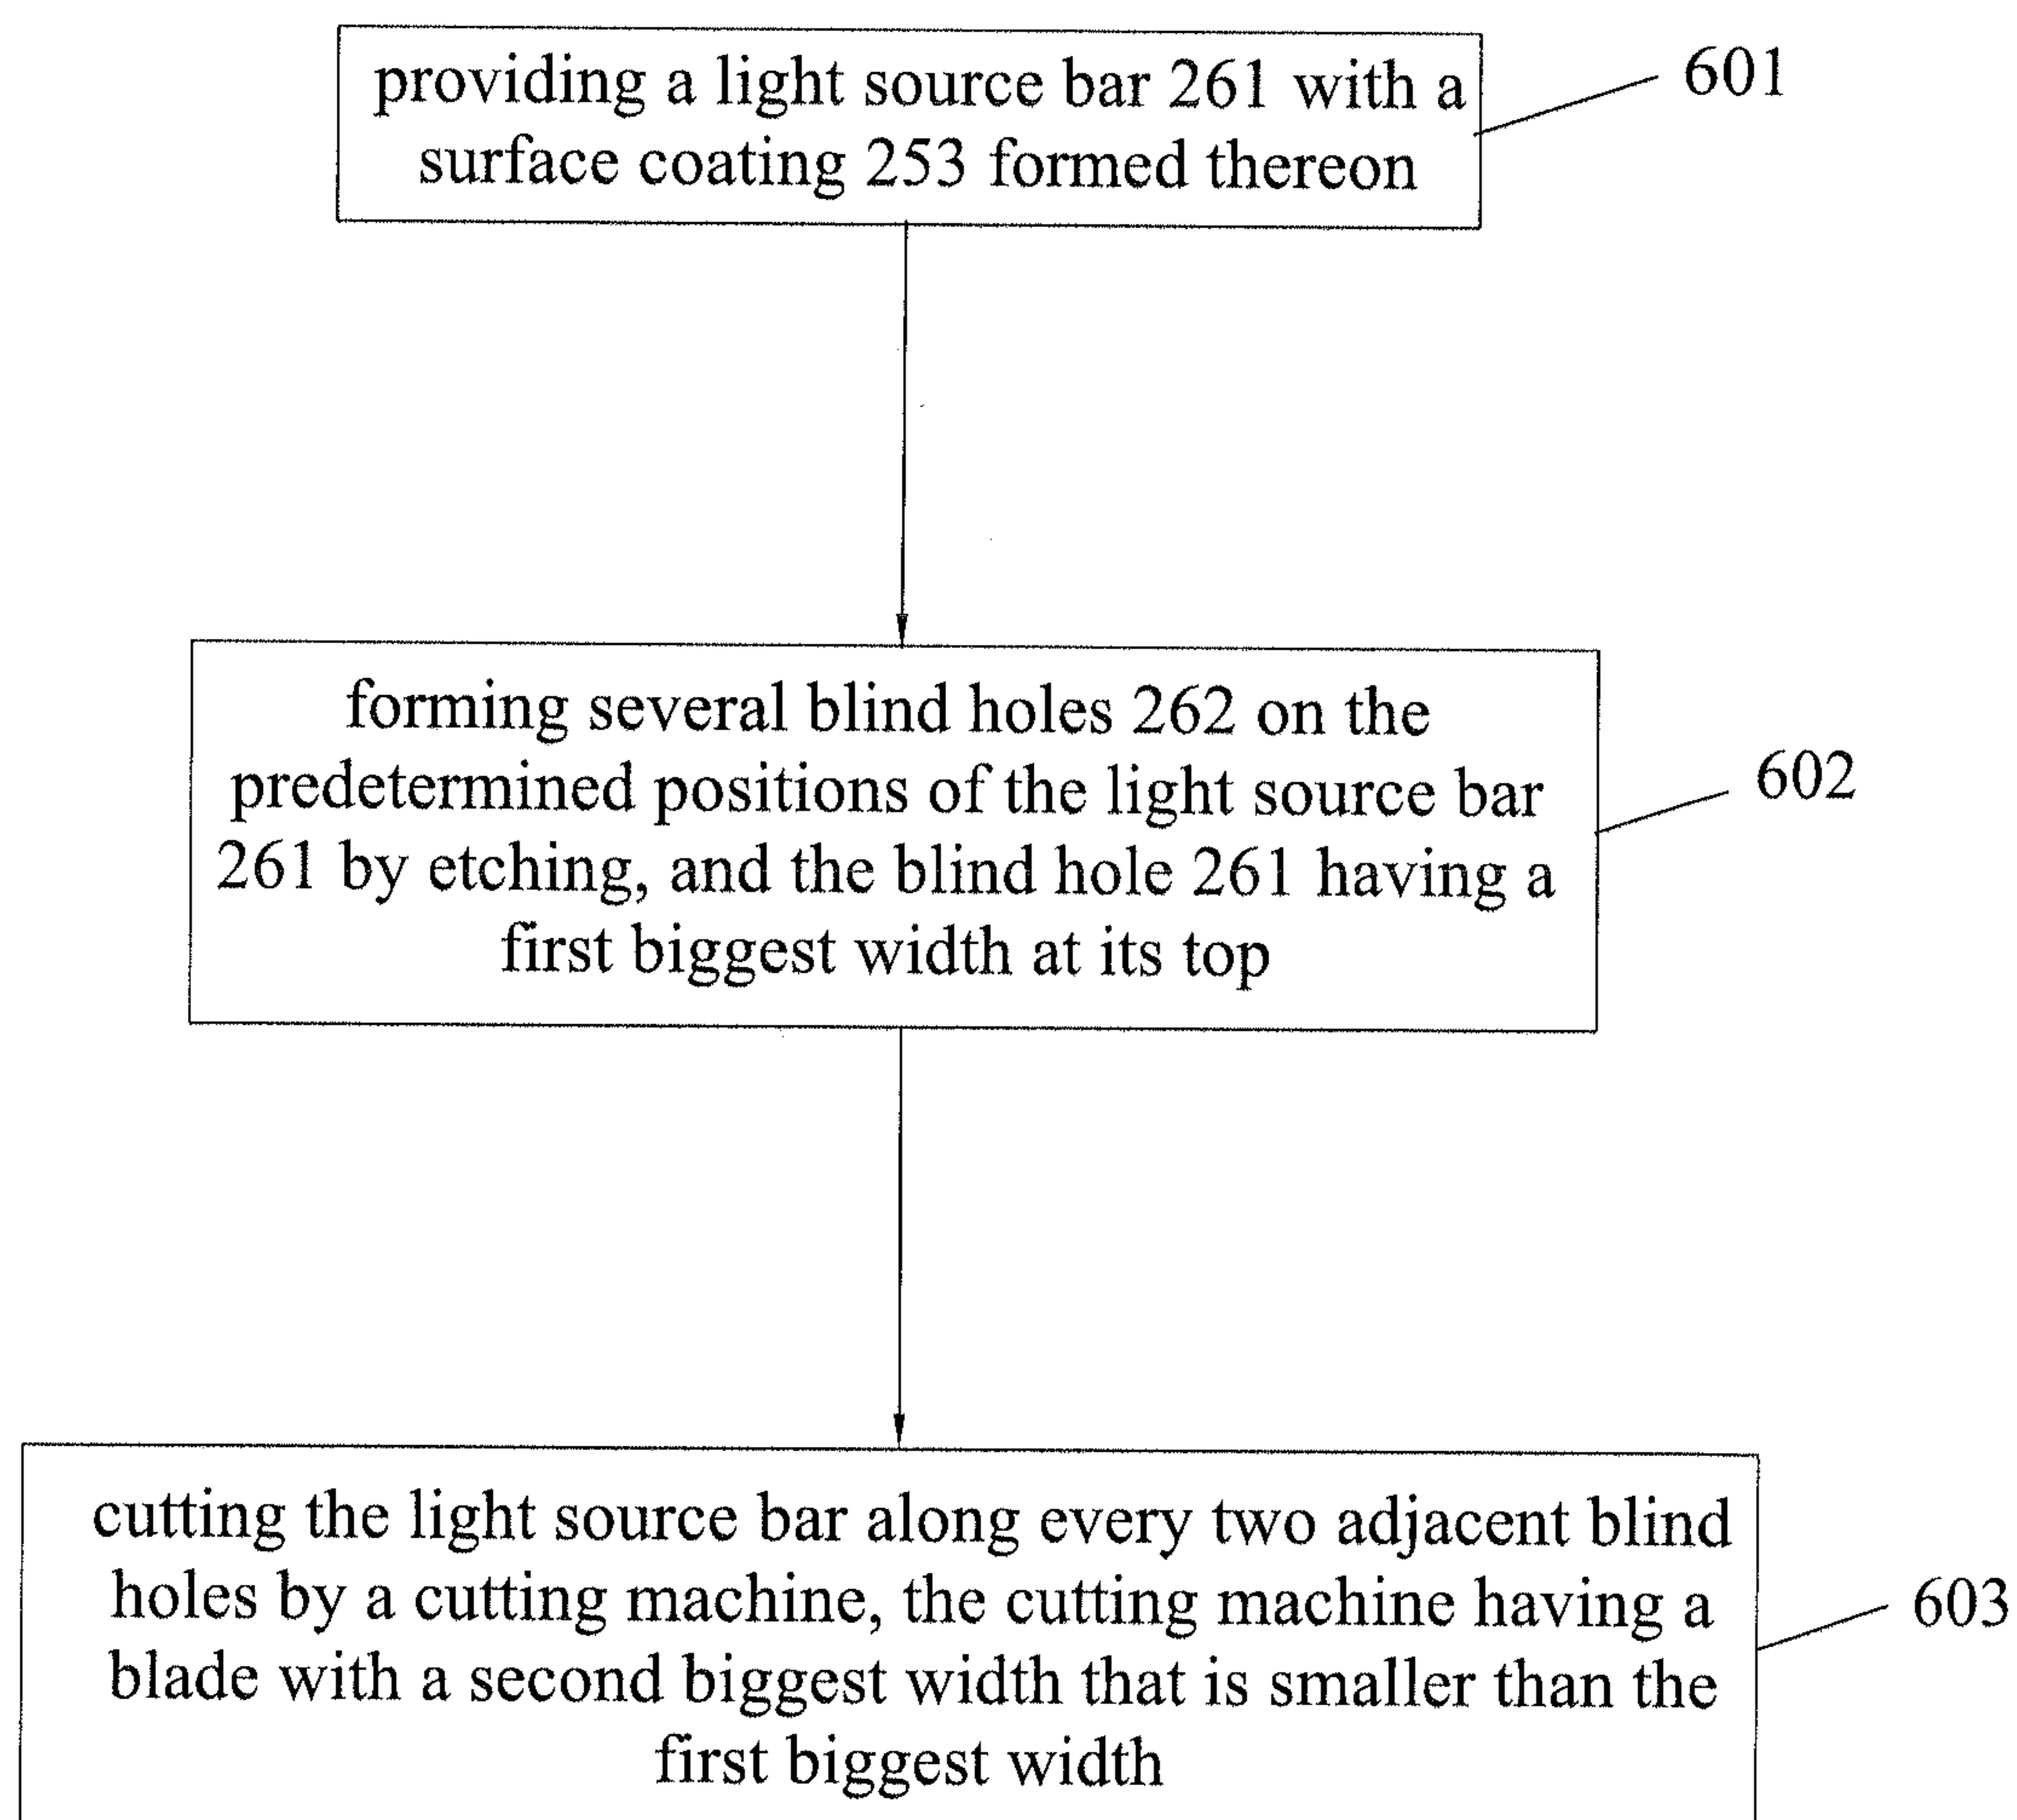 providing a light source bar 261 with a
surface coating 253 formed thereon
601
forming several blind holes 262 on the
predetermined positions of the light source bar
261 by etching, and the blind hole 261 having a
first biggest width at its top
602
cutting the light source bar along every two adjacent blind
holes by a cutting machine, the cutting machine having a
blade with a second biggest width that is smaller than the
first biggest width
603